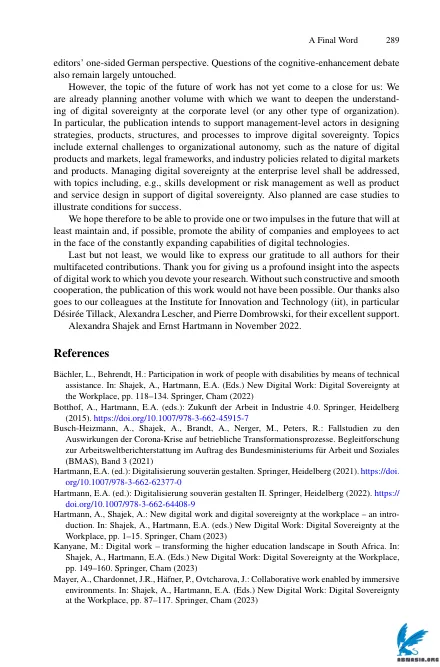 A Final Word 289
editors' one-sided German perspective. Questions of the cognitive-enhancement debate
also remain largely untouched.
However, the topic of the future of work has not yet come to a close for us: We
are already planning another volume with which we want to deepen the understand-
ing of digital sovereignty at the corporate level (or any other type of organization).
In particular, the publication intends to support management-level actors in designing
strategies, products, structures, and processes to improve digital sovereignty. Topics
include external challenges to organizational autonomy, such as the nature of digital
products and markets, legal frameworks, and industry policies related to digital markets
and products. Managing digital sovereignty at the enterprise level shall be addressed,
with topics including, e.g., skills development or risk management as well as product
and service design in support of digital sovereignty. Also planned are case studies to
illustrate conditions for success.
We hope therefore to be able to provide one or two impulses in the future that will at
least maintain and, if possible, promote the ability of companies and employees to act
in the face of the constantly expanding capabilities of digital technologies.
Last but not least, we would like to express our gratitude to all authors for their
multifaceted contributions. Thank you for giving us a profound insight into the aspects
of digital work to which you devote your research. Without such constructive and smooth
cooperation, the publication of this work would not have been possible. Our thanks also
goes to our colleagues at the Institute for Innovation and Technology (iit), in particular
Désirée Tillack, Alexandra Lescher, and Pierre Dombrowski, for their excellent support.
Alexandra Shajek and Ernst Hartmann in November 2022.
References
Bächler, L., Behrendt, H.: Participation in work of people with disabilities by means of technical
assistance. In: Shajek, A., Hartmann, E.A. (Eds.) New Digital Work: Digital Sovereignty at
the Workplace, pp. 118–134. Springer, Cham (2022)
Botthof, A., Hartmann, E.A. (eds.): Zukunft der Arbeit in Industrie 4.0. Springer, Heidelberg
(2015). https://doi.org/10.1007/978-3-662-45915-7
Busch-Heizmann, A., Shajek, A., Brandt, A., Nerger, M., Peters, R.: Fallstudien zu den
Auswirkungen der Corona-Krise auf betriebliche Transformationsprozesse. Begleitforschung
zur Arbeitsweltberichterstattung im Auftrag des Bundesministeriums für Arbeit und Soziales
(BMAS), Band 3 (2021)
Hartmann, E.A. (ed.): Digitalisierung souverän gestalten. Springer, Heidelberg (2021). https://doi.
org/10.1007/978-3-662-62377-0
Hartmann, E.A. (ed.): Digitalisierung souverän gestalten II. Springer, Heidelberg (2022). https://
doi.org/10.1007/978-3-662-64408-9
Hartmann, A., Shajek, A.: New digital work and digital sovereignty at the workplace – an intro-
duction. In: Shajek, A., Hartmann, E.A. (eds.) New Digital Work: Digital Sovereignty at the
Workplace, pp. 1–15. Springer, Cham (2023)
Kanyane, M.: Digital work – transforming the higher education landscape in South Africa. In:
Shajek, A., Hartmann, E.A. (Eds.) New Digital Work: Digital Sovereignty at the Workplace,
pp. 149–160. Springer, Cham (2023)
Mayer, A., Chardonnet, J.R., Häfner, P., Ovtcharova, J.: Collaborative work enabled by immersive
environments. In: Shajek, A., Hartmann, E.A. (Eds.) New Digital Work: Digital Sovereignty
at the Workplace, pp. 87–117. Springer, Cham (2023)